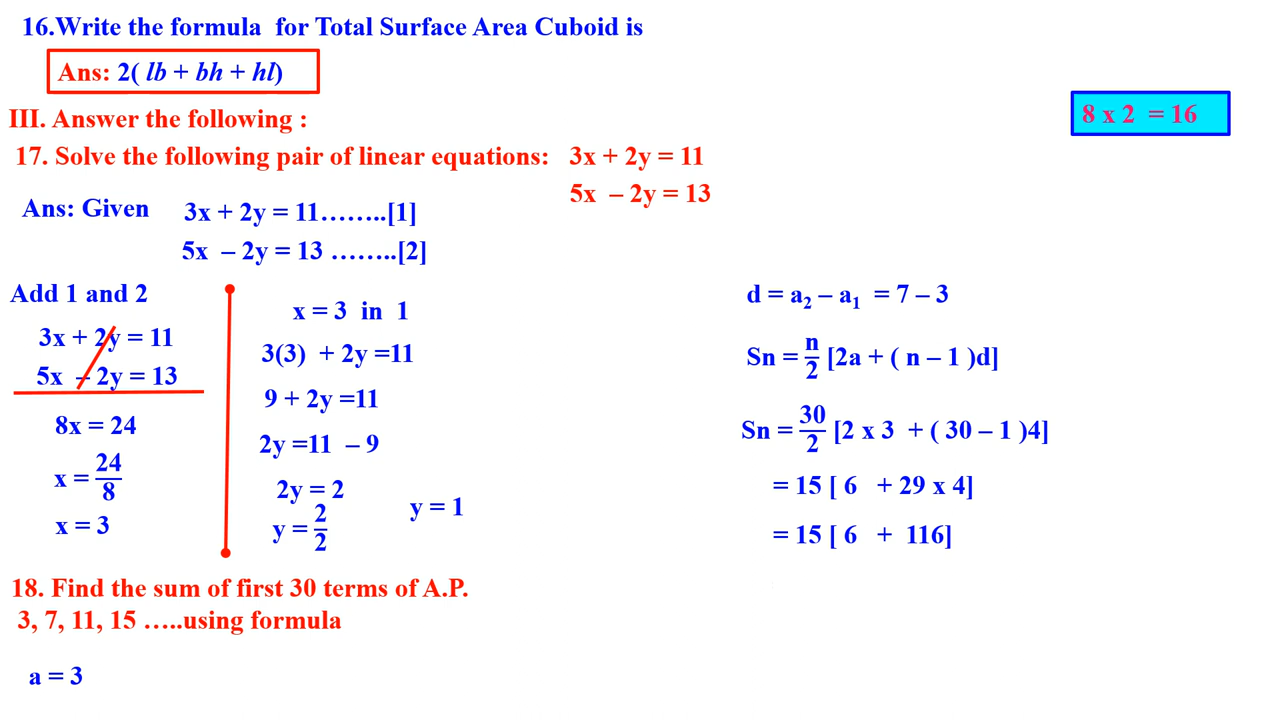 16.Write the formula  for Total Surface Area Cuboid is
Ans: 2( lb + bh + hl)
III. Answer the following :
8 x 2  = 16
17. Solve the following pair of linear equations:   3x + 2y = 11
5x  – 2y = 13
Ans: Given
3x + 2y = 11........[1]
5x  – 2y = 13 ........[2]
Add 1 and 2
3x + 2y = 11
5x  – 2y = 13
8x = 24
x = 24/8
x = 3
x = 3  in  1
3(3)  + 2y =11
9 + 2y =11
2y =11  – 9
2y = 2
y = 2/2
y = 1
18. Find the sum of first 30 terms of A.P.
3, 7, 11, 15 …..using formula
a = 3
d = a₂ – a₁  = 7 – 3
Sn = n/2 [2a + ( n – 1 )d]
Sn = 30/2 [2 x 3  + ( 30 – 1 )4]
= 15 [ 6   + 29 x 4]
= 15 [ 6   +  116]